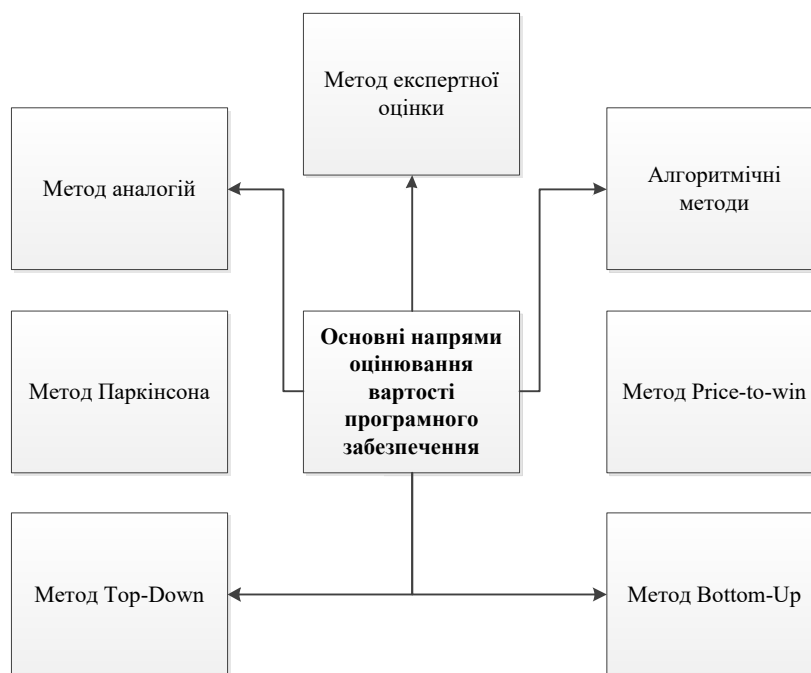 Метод експертної
оцінки
Метод аналогій
Алгоритмічні
методи
Основні напрями
оцінювання
вартості
програмного
забезпечення
Метод Паркінсона
Метод Price-to-win
Метод Top-Down
Метод Bottom-Up